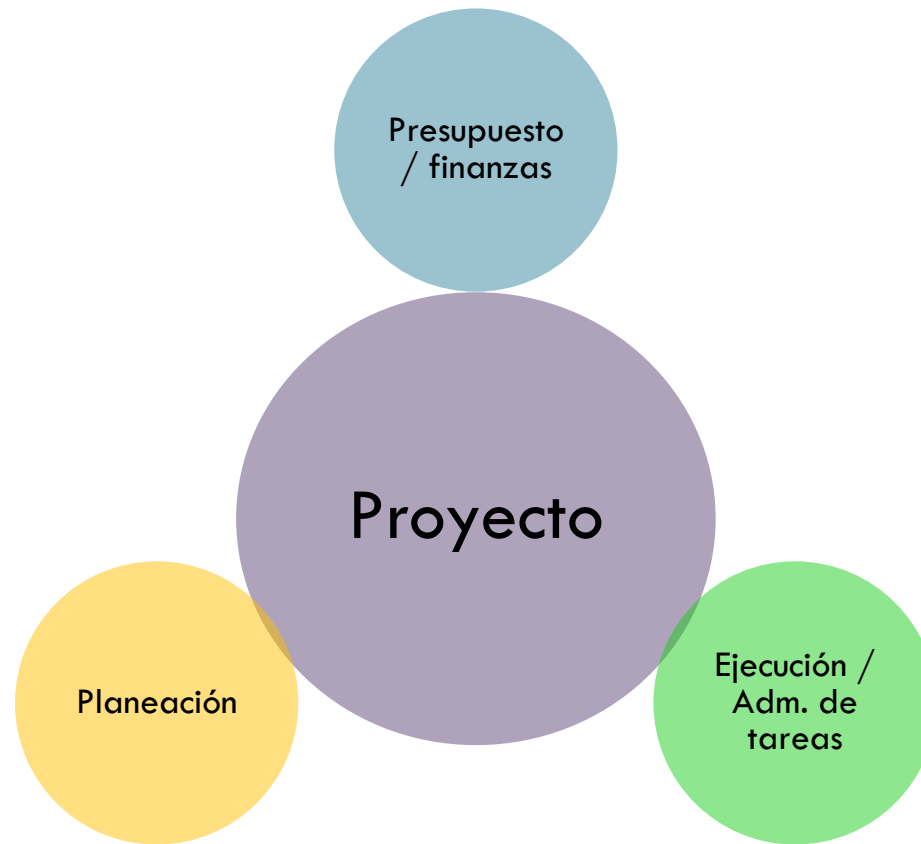 Presupuesto
/ finanzas
Proyecto
Planeación
Ejecución /
Adm. de
tareas